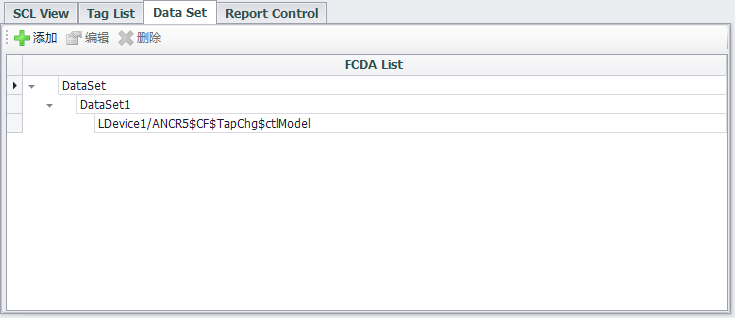 SCL View Tag List Data Set Report Control
添加 编辑 删除
FCDA List
DataSet
DataSet1
LDevice1/ANCR5$CF$TapChg$ctlModel